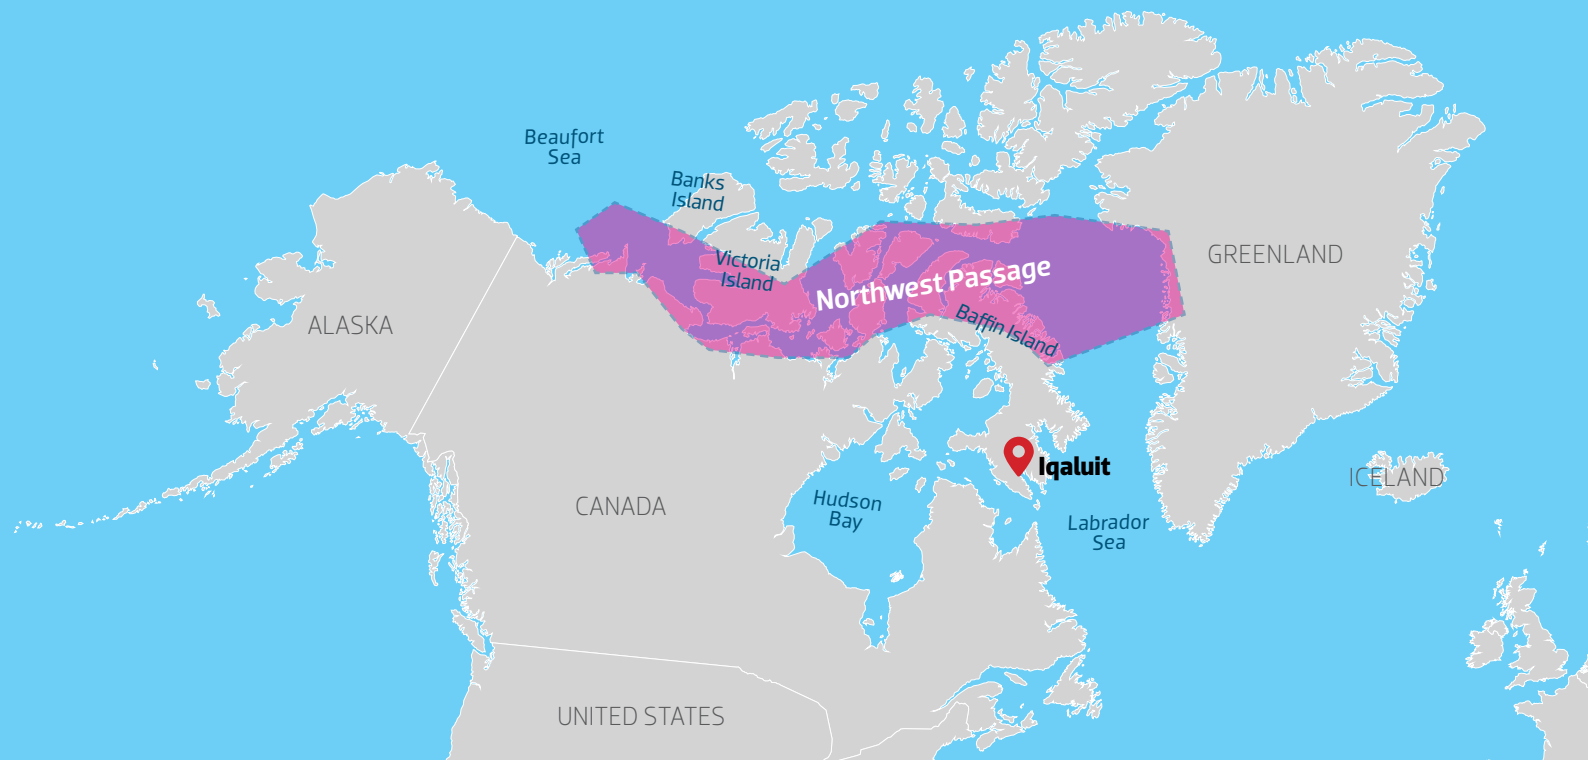 Beaufort
Sea
Banks
Island
Victoria
Island
Northwest Passage
GREENLAND
Baffin Island
ALASKA
Iqaluit
ICELAND
CANADA
Hudson
Bay
Labrador
Sea
UNITED STATES